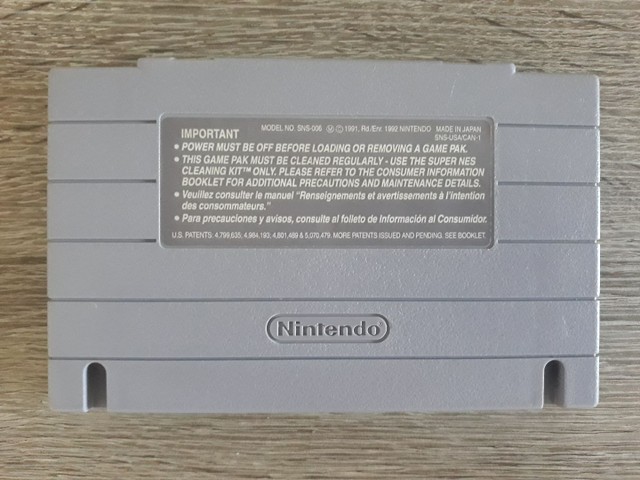 IMPORTANT
MODEL NO. SNS-006 Ⓜ© 1991, Rd./Enr. 1992 NINTENDO MADE IN JAPAN
SNS-USA/CAN-1
• POWER MUST BE OFF BEFORE LOADING OR REMOVING A GAME PAK.
• THIS GAME PAK MUST BE CLEANED REGULARLY - USE THE SUPER NES
CLEANING KIT™ ONLY. PLEASE REFER TO THE CONSUMER INFORMATION
BOOKLET FOR ADDITIONAL PRECAUTIONS AND MAINTENANCE DETAILS.
• Veuillez consulter le manuel "Renseignements et avertissements à l'intention
des consommateurs."
• Para precauciones y avisos, consulte al folleto de Información al Consumidor.
U.S. PATENTS: 4,799,635; 4,984,193; 4,801,489 & 5,070,479. MORE PATENTS ISSUED AND PENDING. SEE BOOKLET.
Nintendo